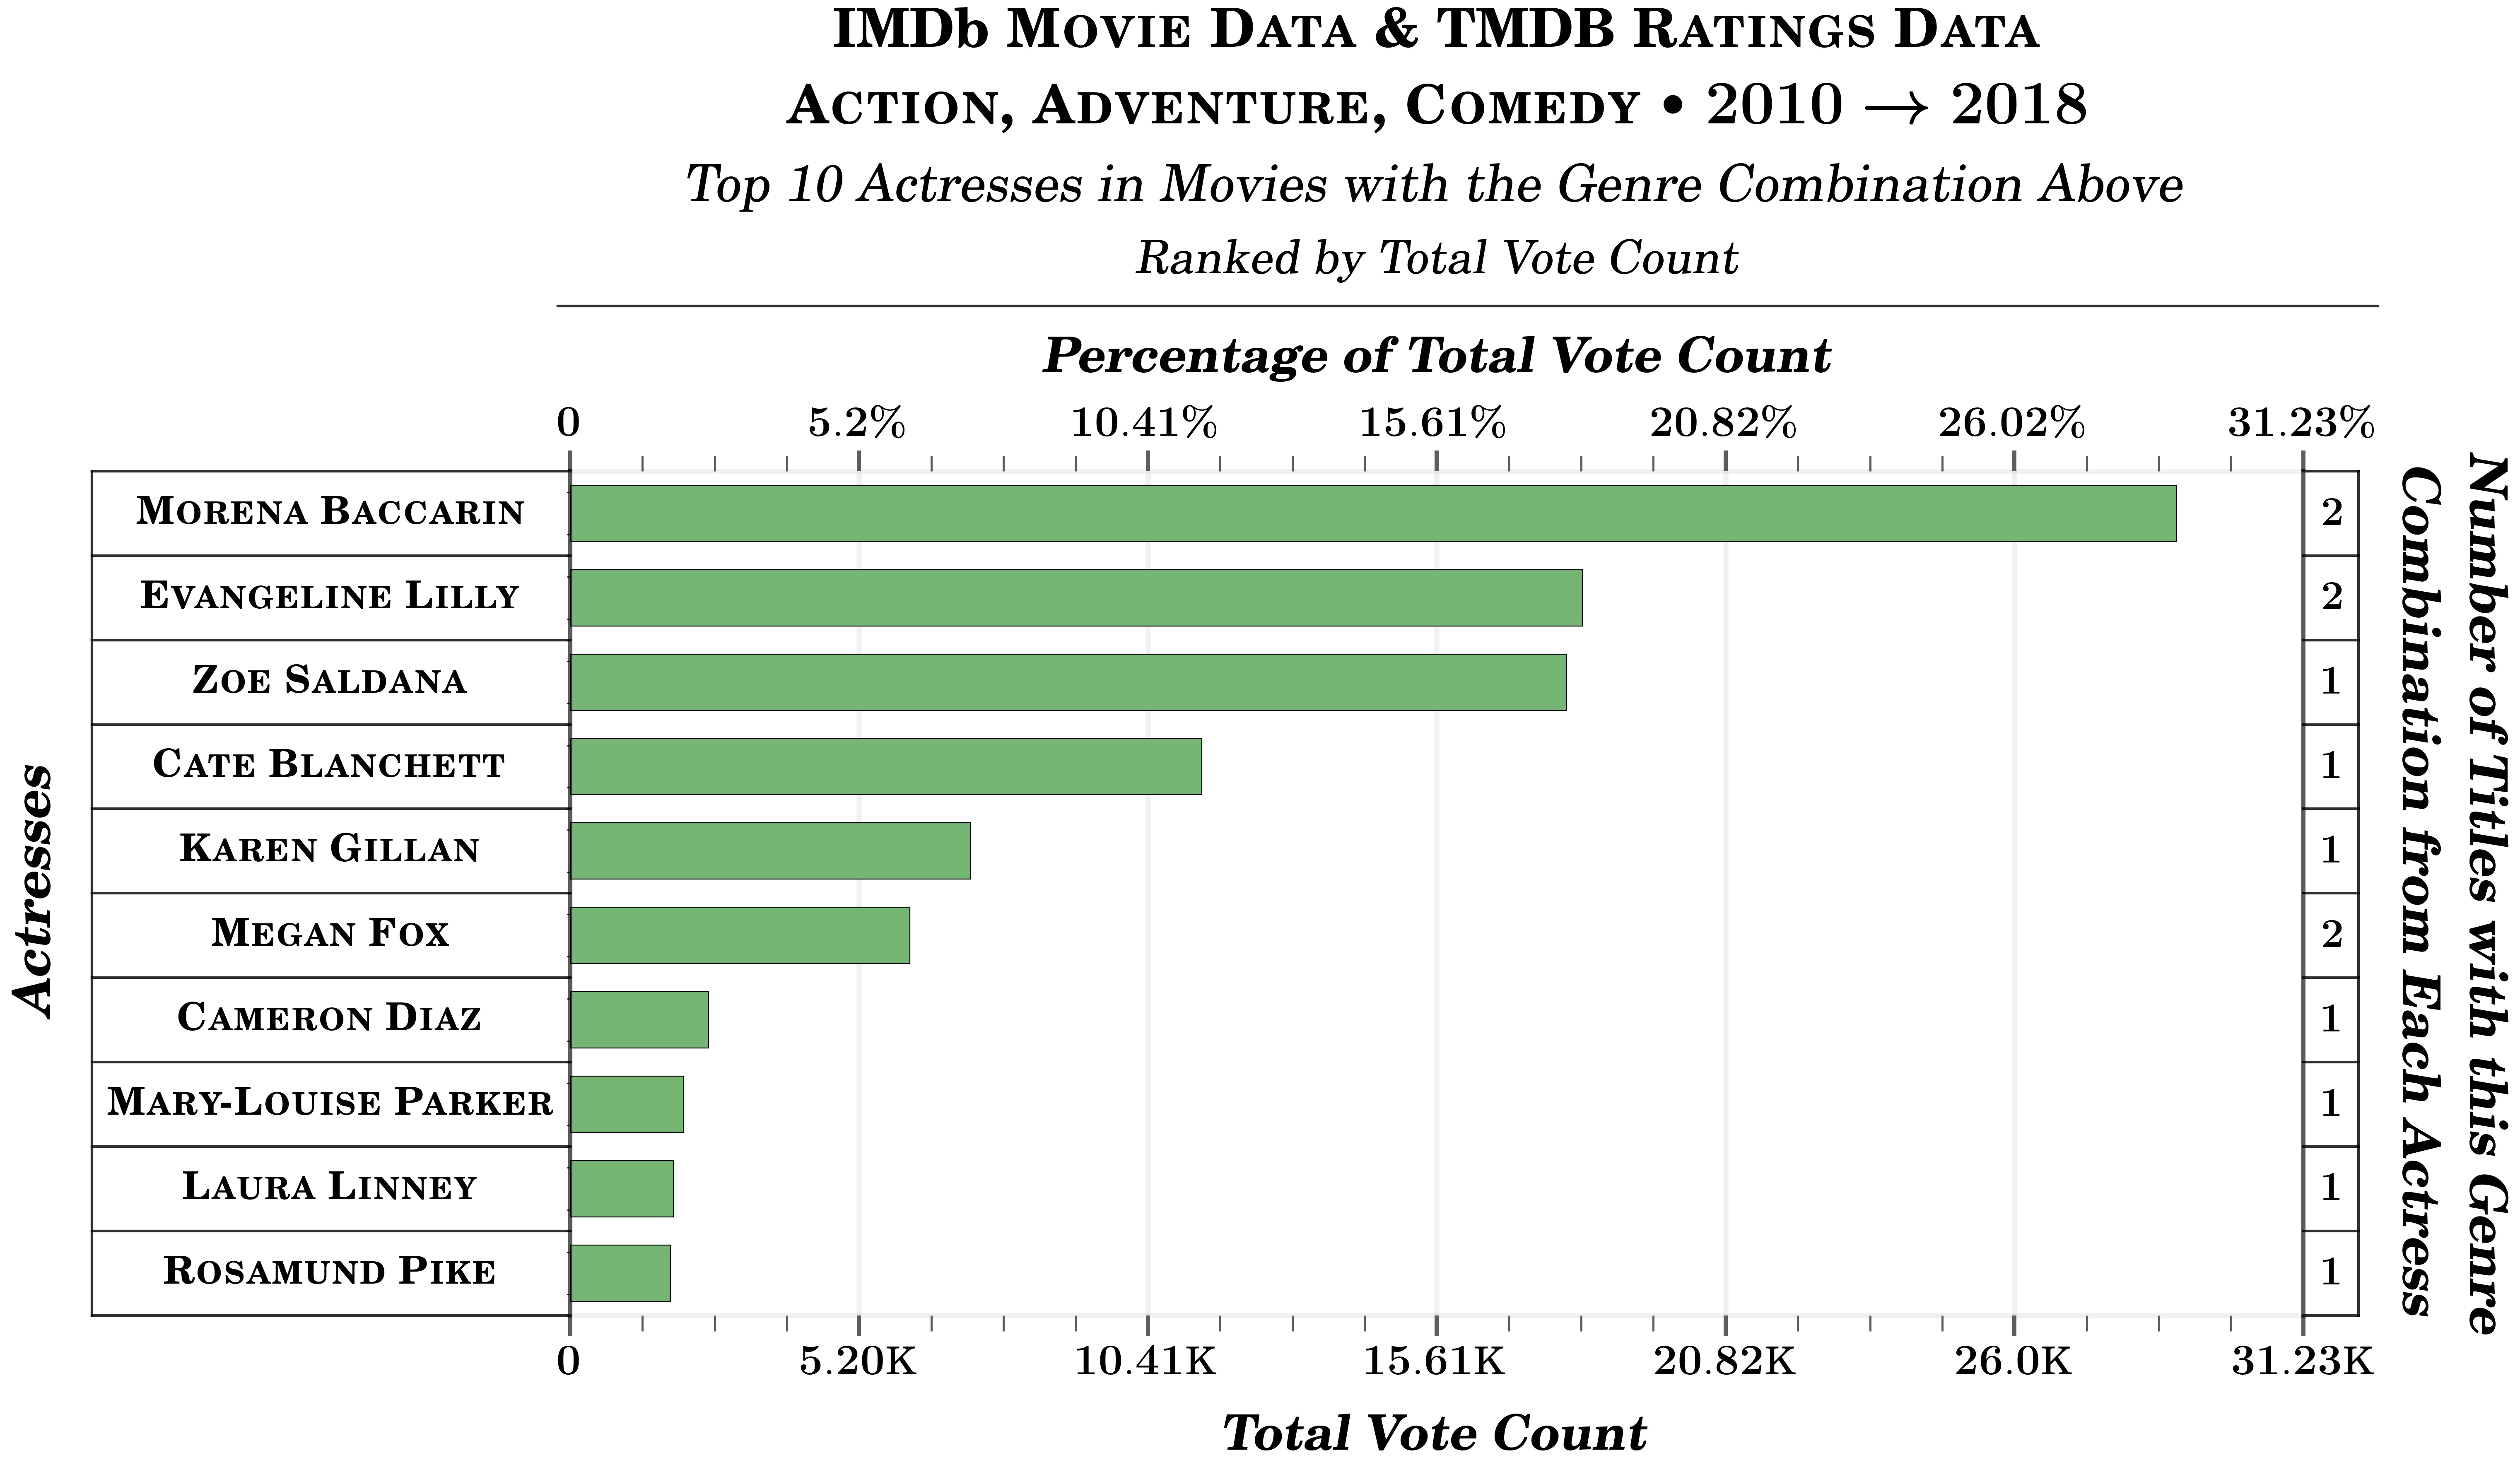 IMDb Movie Data & TMDB Ratings Data
Action, Adventure, Comedy • 2010 → 2018
Top 10 Actresses in Movies with the Genre Combination Above
Ranked by Total Vote Count
Percentage of Total Vote Count
0 5.2% 10.41% 15.61% 20.82% 26.02% 31.23%
Actresses
Morena Baccarin 2
Evangeline Lilly 2
Zoe Saldana 1
Cate Blanchett 1
Karen Gillan 1
Megan Fox 2
Cameron Diaz 1
Mary-Louise Parker 1
Laura Linney 1
Rosamund Pike 1
Number of Titles with this Genre
Combination from Each Actress
0 5.20K 10.41K 15.61K 20.82K 26.0K 31.23K
Total Vote Count